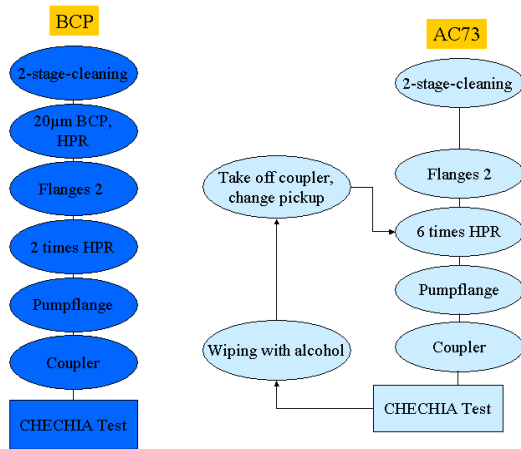 BCP
2-stage-cleaning
20µm BCP,
HPR
Flanges 2
2 times HPR
Pumpflange
Coupler
CHECHIA Test
AC73
2-stage-cleaning
Flanges 2
Take off coupler,
change pickup
6 times HPR
Pumpflange
Coupler
Wiping with alcohol
CHECHIA Test